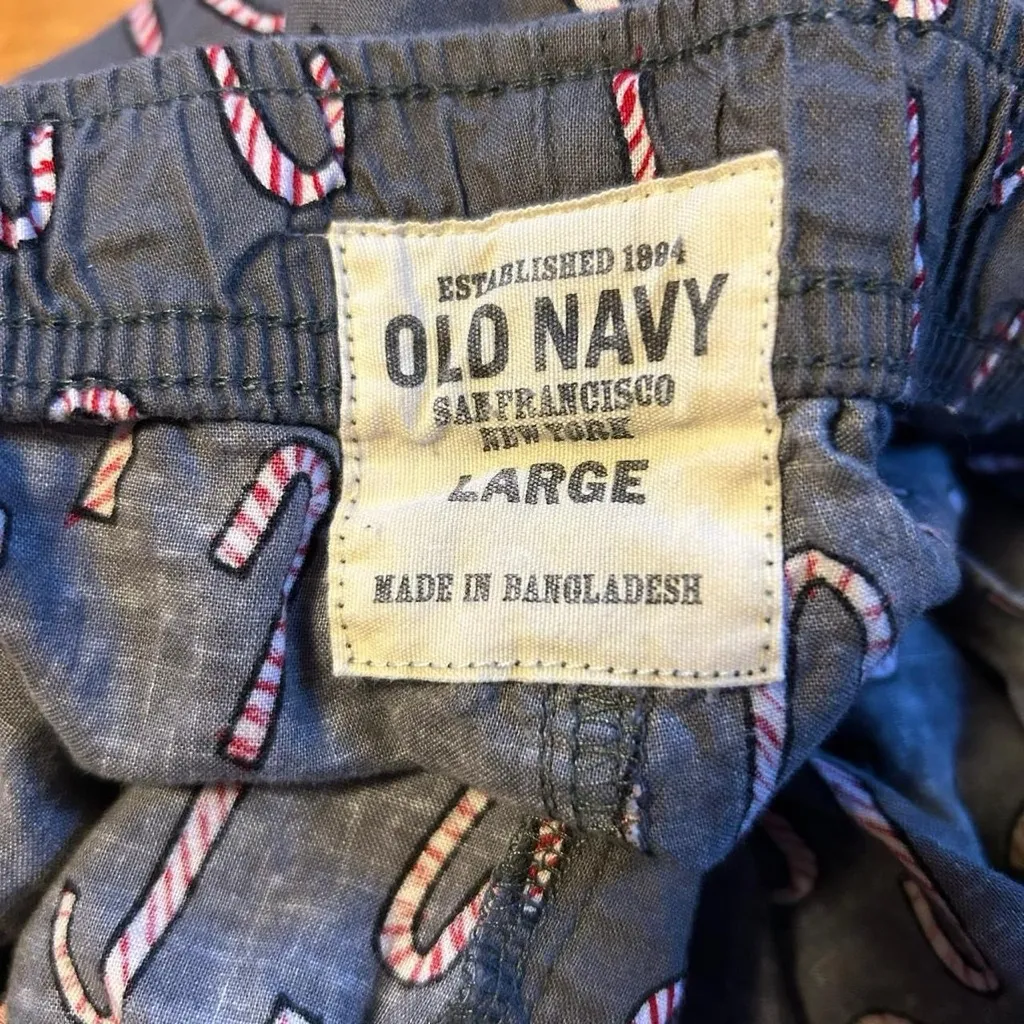 ESTABLISHED 1994
OLD NAVY
SAN FRANCISCO
NEW YORK
LARGE
MADE IN BANGLADESH